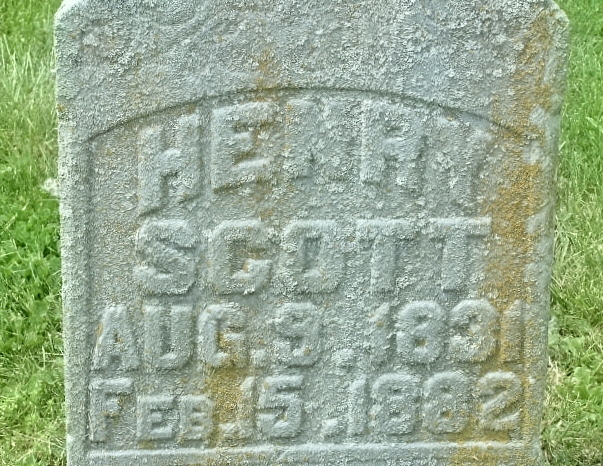 HENRY
SCOTT
AUG. 9, 1831
FEB. 15, 1882